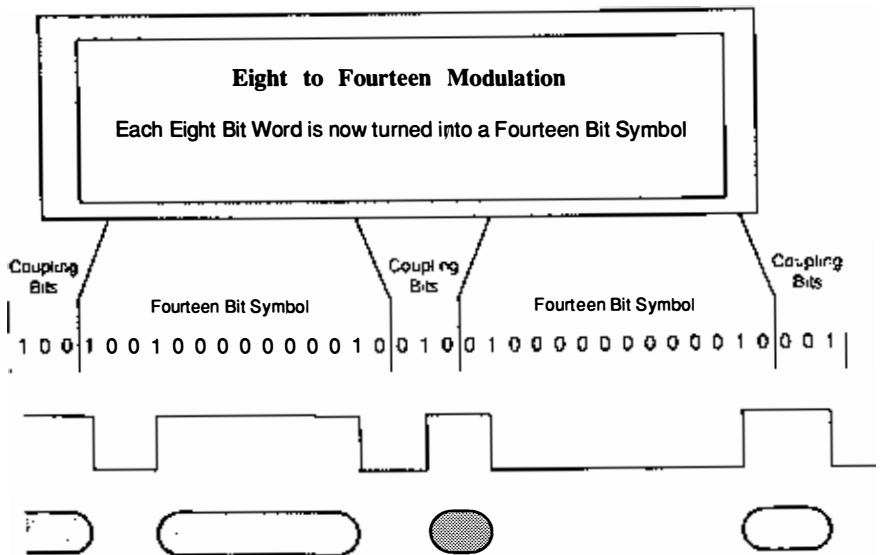 Eight to Fourteen Modulation
Each Eight Bit Word is now turned into a Fourteen Bit Symbol
Coupling
Bits
Fourteen Bit Symbol
Coupling
Bits
Fourteen Bit Symbol
Coupling
Bits
1 0 0 1 0 0 1 0 0 0 0 0 0 0 0 1 0 0 1 0 0 1 0 0 0 0 0 0 0 0 0 0 1 0 0 0 1